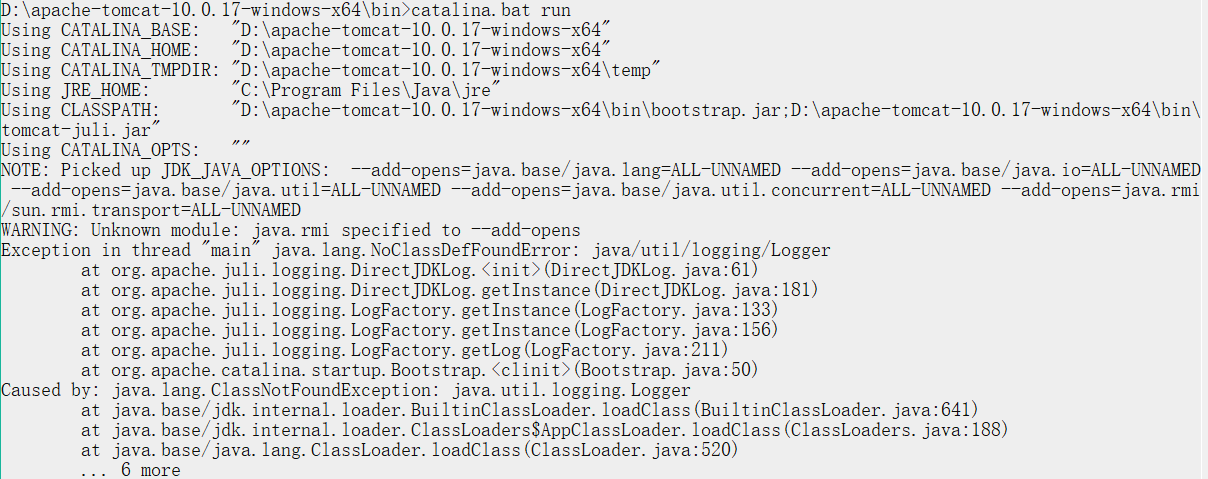 D:\apache-tomcat-10.0.17-windows-x64\bin>catalina.bat run
Using CATALINA_BASE:   "D:\apache-tomcat-10.0.17-windows-x64"
Using CATALINA_HOME:   "D:\apache-tomcat-10.0.17-windows-x64"
Using CATALINA_TMPDIR: "D:\apache-tomcat-10.0.17-windows-x64\temp"
Using JRE_HOME:        "C:\Program Files\Java\jre"
Using CLASSPATH:       "D:\apache-tomcat-10.0.17-windows-x64\bin\bootstrap.jar;D:\apache-tomcat-10.0.17-windows-x64\bin\
tomcat-juli.jar"
Using CATALINA_OPTS:   ""
NOTE: Picked up JDK_JAVA_OPTIONS:  --add-opens=java.base/java.lang=ALL-UNNAMED --add-opens=java.base/java.io=ALL-UNNAMED
 --add-opens=java.base/java.util=ALL-UNNAMED --add-opens=java.base/java.util.concurrent=ALL-UNNAMED --add-opens=java.rmi
/sun.rmi.transport=ALL-UNNAMED
WARNING: Unknown module: java.rmi specified to --add-opens
Exception in thread "main" java.lang.NoClassDefFoundError: java/util/logging/Logger
        at org.apache.juli.logging.DirectJDKLog.<init>(DirectJDKLog.java:61)
        at org.apache.juli.logging.DirectJDKLog.getInstance(DirectJDKLog.java:181)
        at org.apache.juli.logging.LogFactory.getInstance(LogFactory.java:133)
        at org.apache.juli.logging.LogFactory.getInstance(LogFactory.java:156)
        at org.apache.juli.logging.LogFactory.getLog(LogFactory.java:211)
        at org.apache.catalina.startup.Bootstrap.<clinit>(Bootstrap.java:50)
Caused by: java.lang.ClassNotFoundException: java.util.logging.Logger
        at java.base/jdk.internal.loader.BuiltinClassLoader.loadClass(BuiltinClassLoader.java:641)
        at java.base/jdk.internal.loader.ClassLoaders$AppClassLoader.loadClass(ClassLoaders.java:188)
        at java.base/java.lang.ClassLoader.loadClass(ClassLoader.java:520)
        ... 6 more